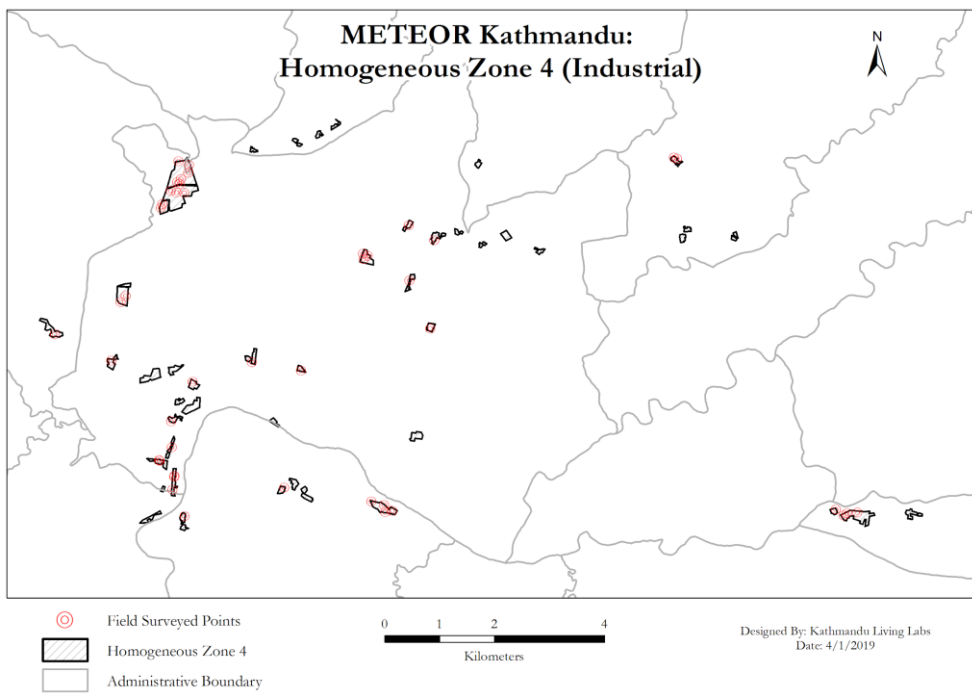 METEOR Kathmandu:
Homogeneous Zone 4 (Industrial)
N
Field Surveyed Points
Homogeneous Zone 4
Administrative Boundary
0 1 2 4
Kilometers
Designed By: Kathmandu Living Labs
Date: 4/1/2019